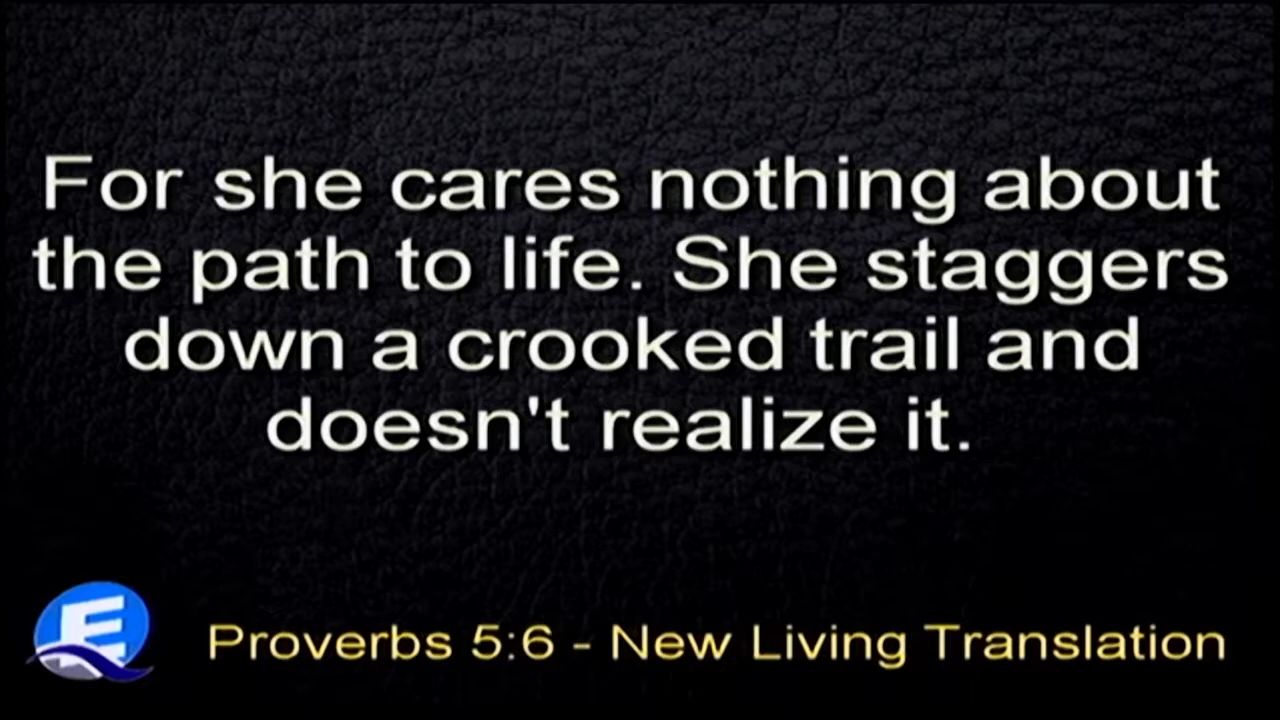 For she cares nothing about
the path to life. She staggers
down a crooked trail and
doesn't realize it.
E
Proverbs 5:6 - New Living Translation